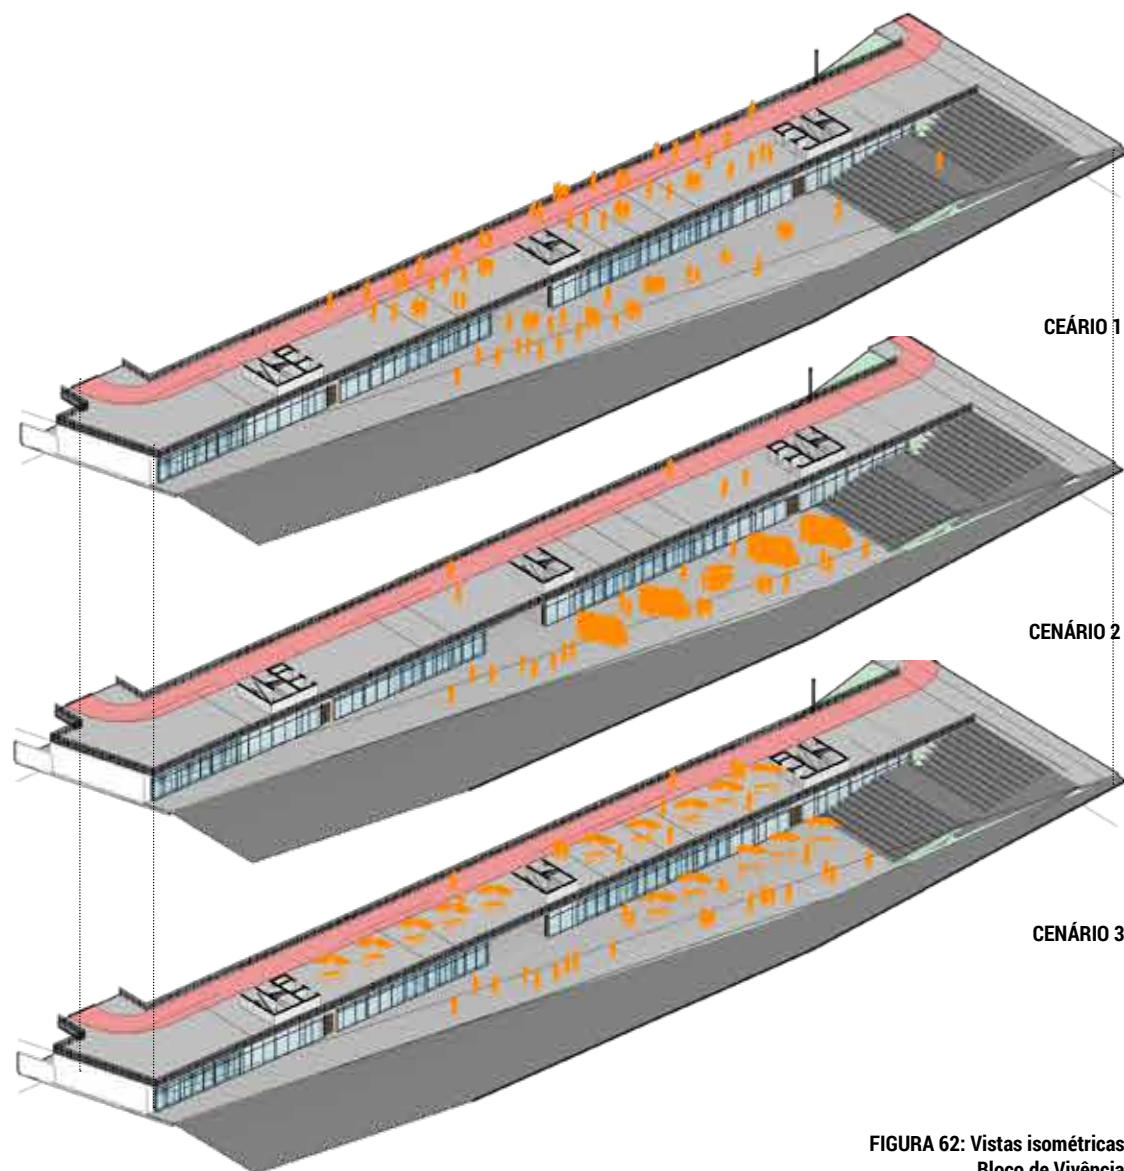 CEÁRIO 1
CENÁRIO 2
CENÁRIO 3
FIGURA 62: Vistas isométricas
Bloco de Vivência